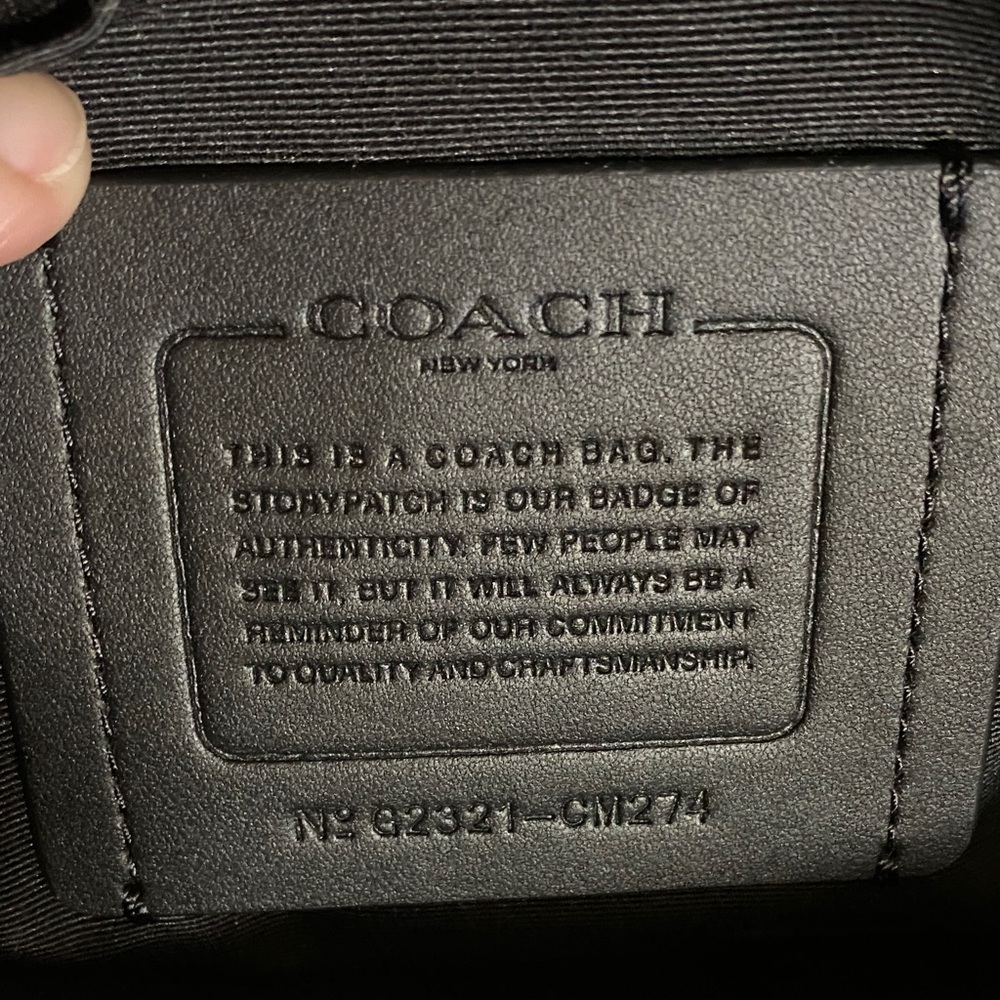 COACH
NEW YORK
THIS IS A COACH BAG. THE
STORYPATCH IS OUR BADGE OF
AUTHENTICITY. FEW PEOPLE MAY
SEE IT, BUT IT WILL ALWAYS BE A
REMINDER OF OUR COMMITMENT
TO QUALITY AND CRAFTSMANSHIP.
Nº G2321-CM274